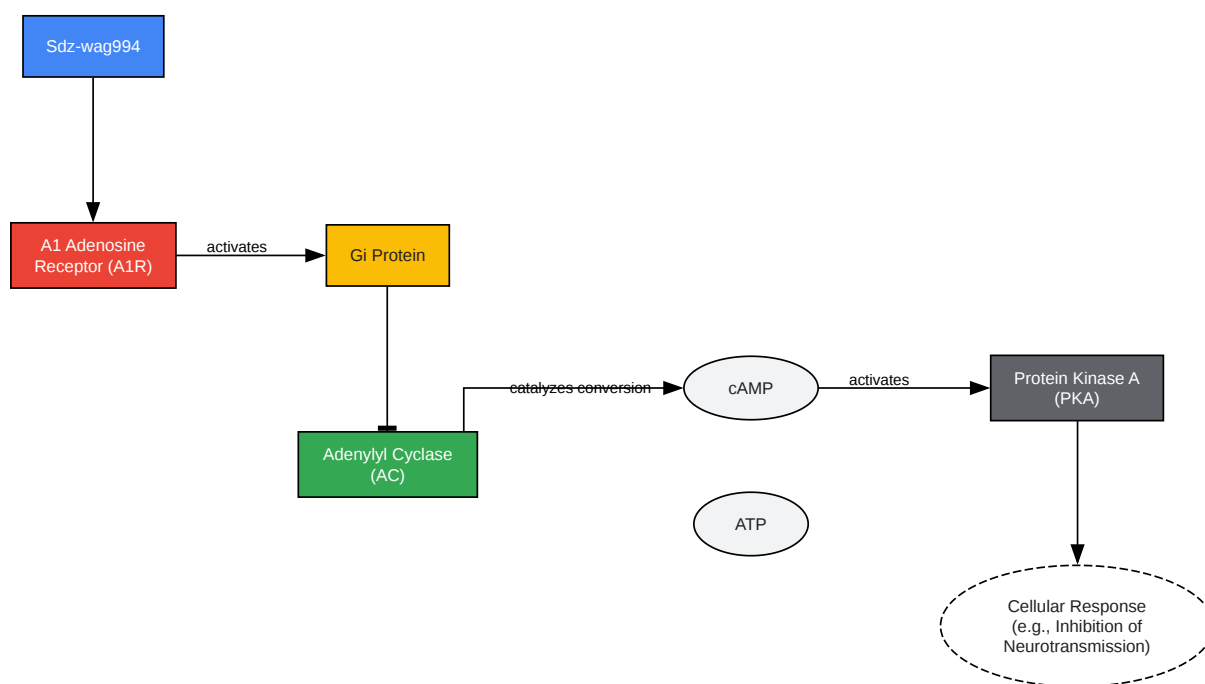 Sdz-wag994
A1 Adenosine
Receptor (A1R)
activates
Gi Protein
Adenylyl Cyclase
(AC)
catalyzes conversion
cAMP
activates
Protein Kinase A
(PKA)
ATP
Cellular Response
(e.g., Inhibition of
Neurotransmission)